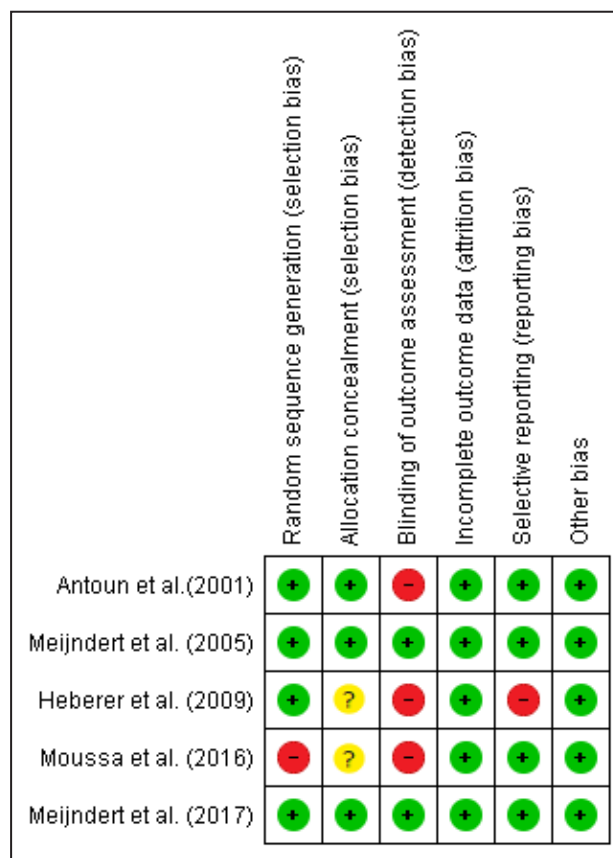 Random sequence generation (selection bias)
Allocation concealment (selection bias)
Blinding of outcome assessment (detection bias)
Incomplete outcome data (attrition bias)
Selective reporting (reporting bias)
Other bias
Antoun et al.(2001) + + - + + +
Meijndert et al. (2005) + + + + + +
Heberer et al. (2009) + ? - + - +
Moussa et al. (2016) - ? - + + +
Meijndert et al. (2017) + + + + + +